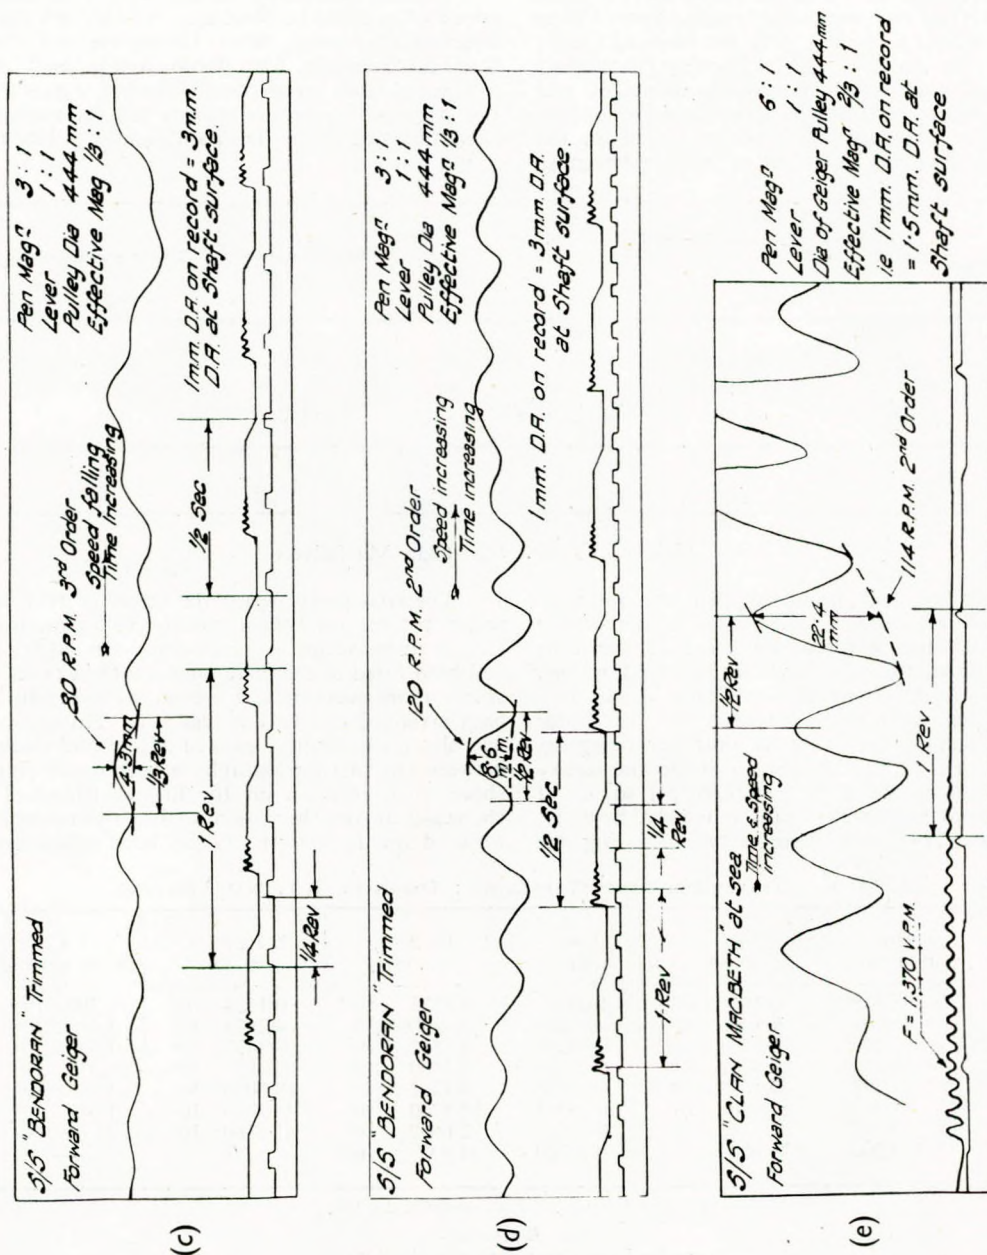 S/S "BENDORAN" Trimmed
Forward Geiger
80 R.P.M. 3rd Order
Speed falling
Time increasing
Pen Magn 3 : 1
Lever 1 : 1
Pulley Dia 444 mm
Effective Mag 1/3 : 1
4·37mm
1/3 Rev
1 Rev
1/4 Rev
1/2 Sec
1mm. D.A. on record = 3mm.
D.A. at Shaft surface.
(c)
S/S "BENDORAN" Trimmed
Forward Geiger
120 R.P.M. 2nd Order
Speed increasing
Time increasing
Pen Magn 3 : 1
Lever 1 : 1
Pulley Dia 444 mm
Effective Magn 1/3 : 1
8·6
m.m
1/2 Rev
1/2 Sec
1 Rev
1/4
Rev
1mm. D.A. on record = 3mm. D.A.
at Shaft surface.
(d)
S/S "CLAN MACBETH" at sea
Forward Geiger
Time & Speed
increasing
1/2 Rev
22·4
mm
114 R.P.M. 2nd Order
1 Rev
F = 1,370 V.P.M.
Pen Magn 6 : 1
Lever 1 : 1
Dia of Geiger Pulley 444mm
Effective Magn 2/3 : 1
ie 1mm. D.A. on record
= 1·5mm. D.A. at
Shaft surface
(e)